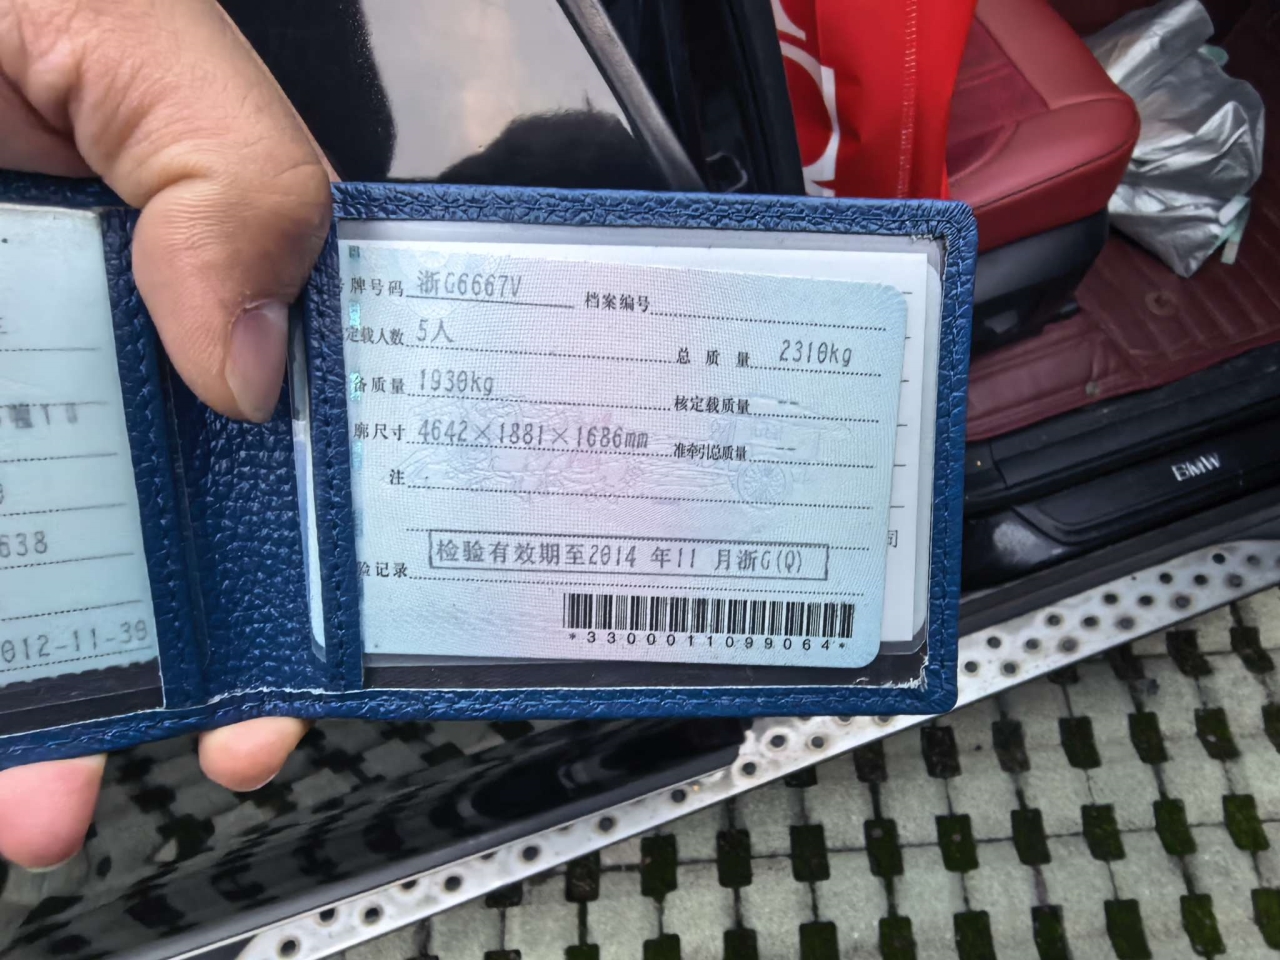 号牌号码 浙G6667V 档案编号
定载人数 5人 总质量 2310kg
备质量 1930kg 核定载质量 --
廓尺寸 4642×1881×1686mm 准牵引总质量 --
注
检验有效期至2014 年11 月浙G(Q)
验记录
*3300011099064*
638
012-11-39
司
BMW